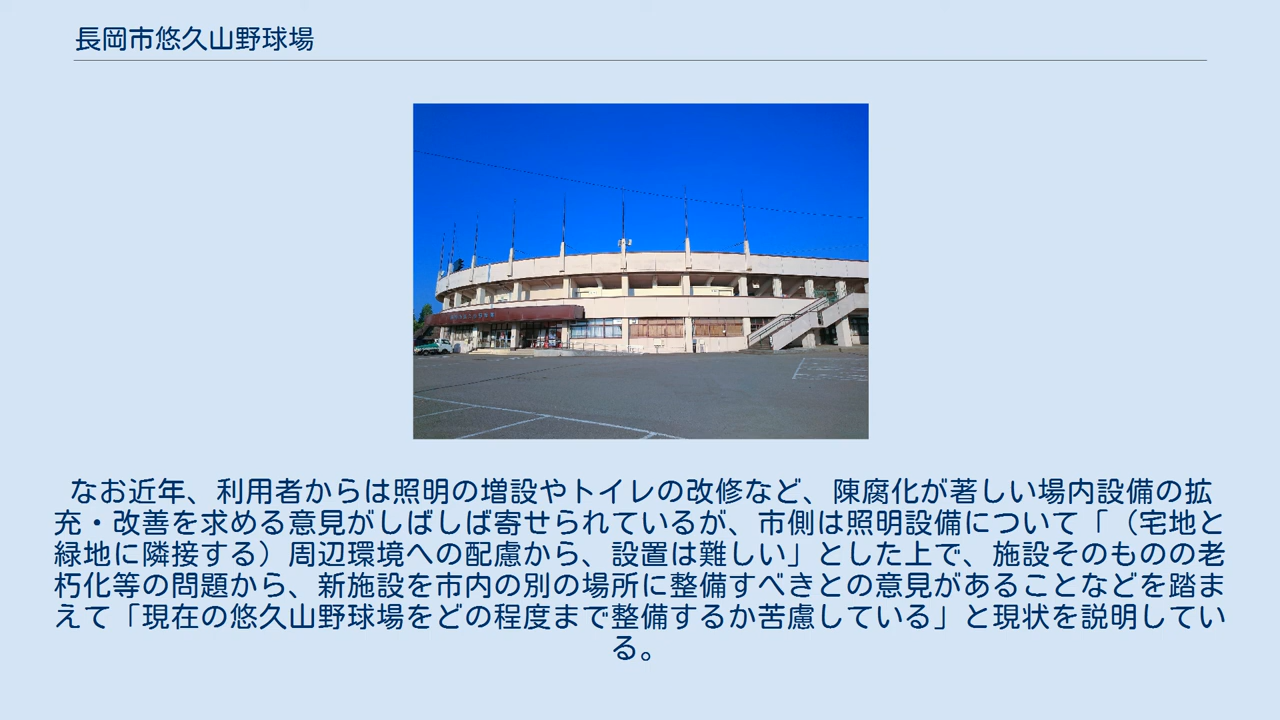 長岡市悠久山野球場
なお近年、利用者からは照明の増設やトイレの改修など、陳腐化が著しい場内設備の拡
充・改善を求める意見がしばしば寄せられているが、市側は照明設備について「（宅地と
緑地に隣接する）周辺環境への配慮から、設置は難しい」とした上で、施設そのものの老
朽化等の問題から、新施設を市内の別の場所に整備すべきとの意見があることなどを踏ま
えて「現在の悠久山野球場をどの程度まで整備するか苦慮している」と現状を説明してい
る。